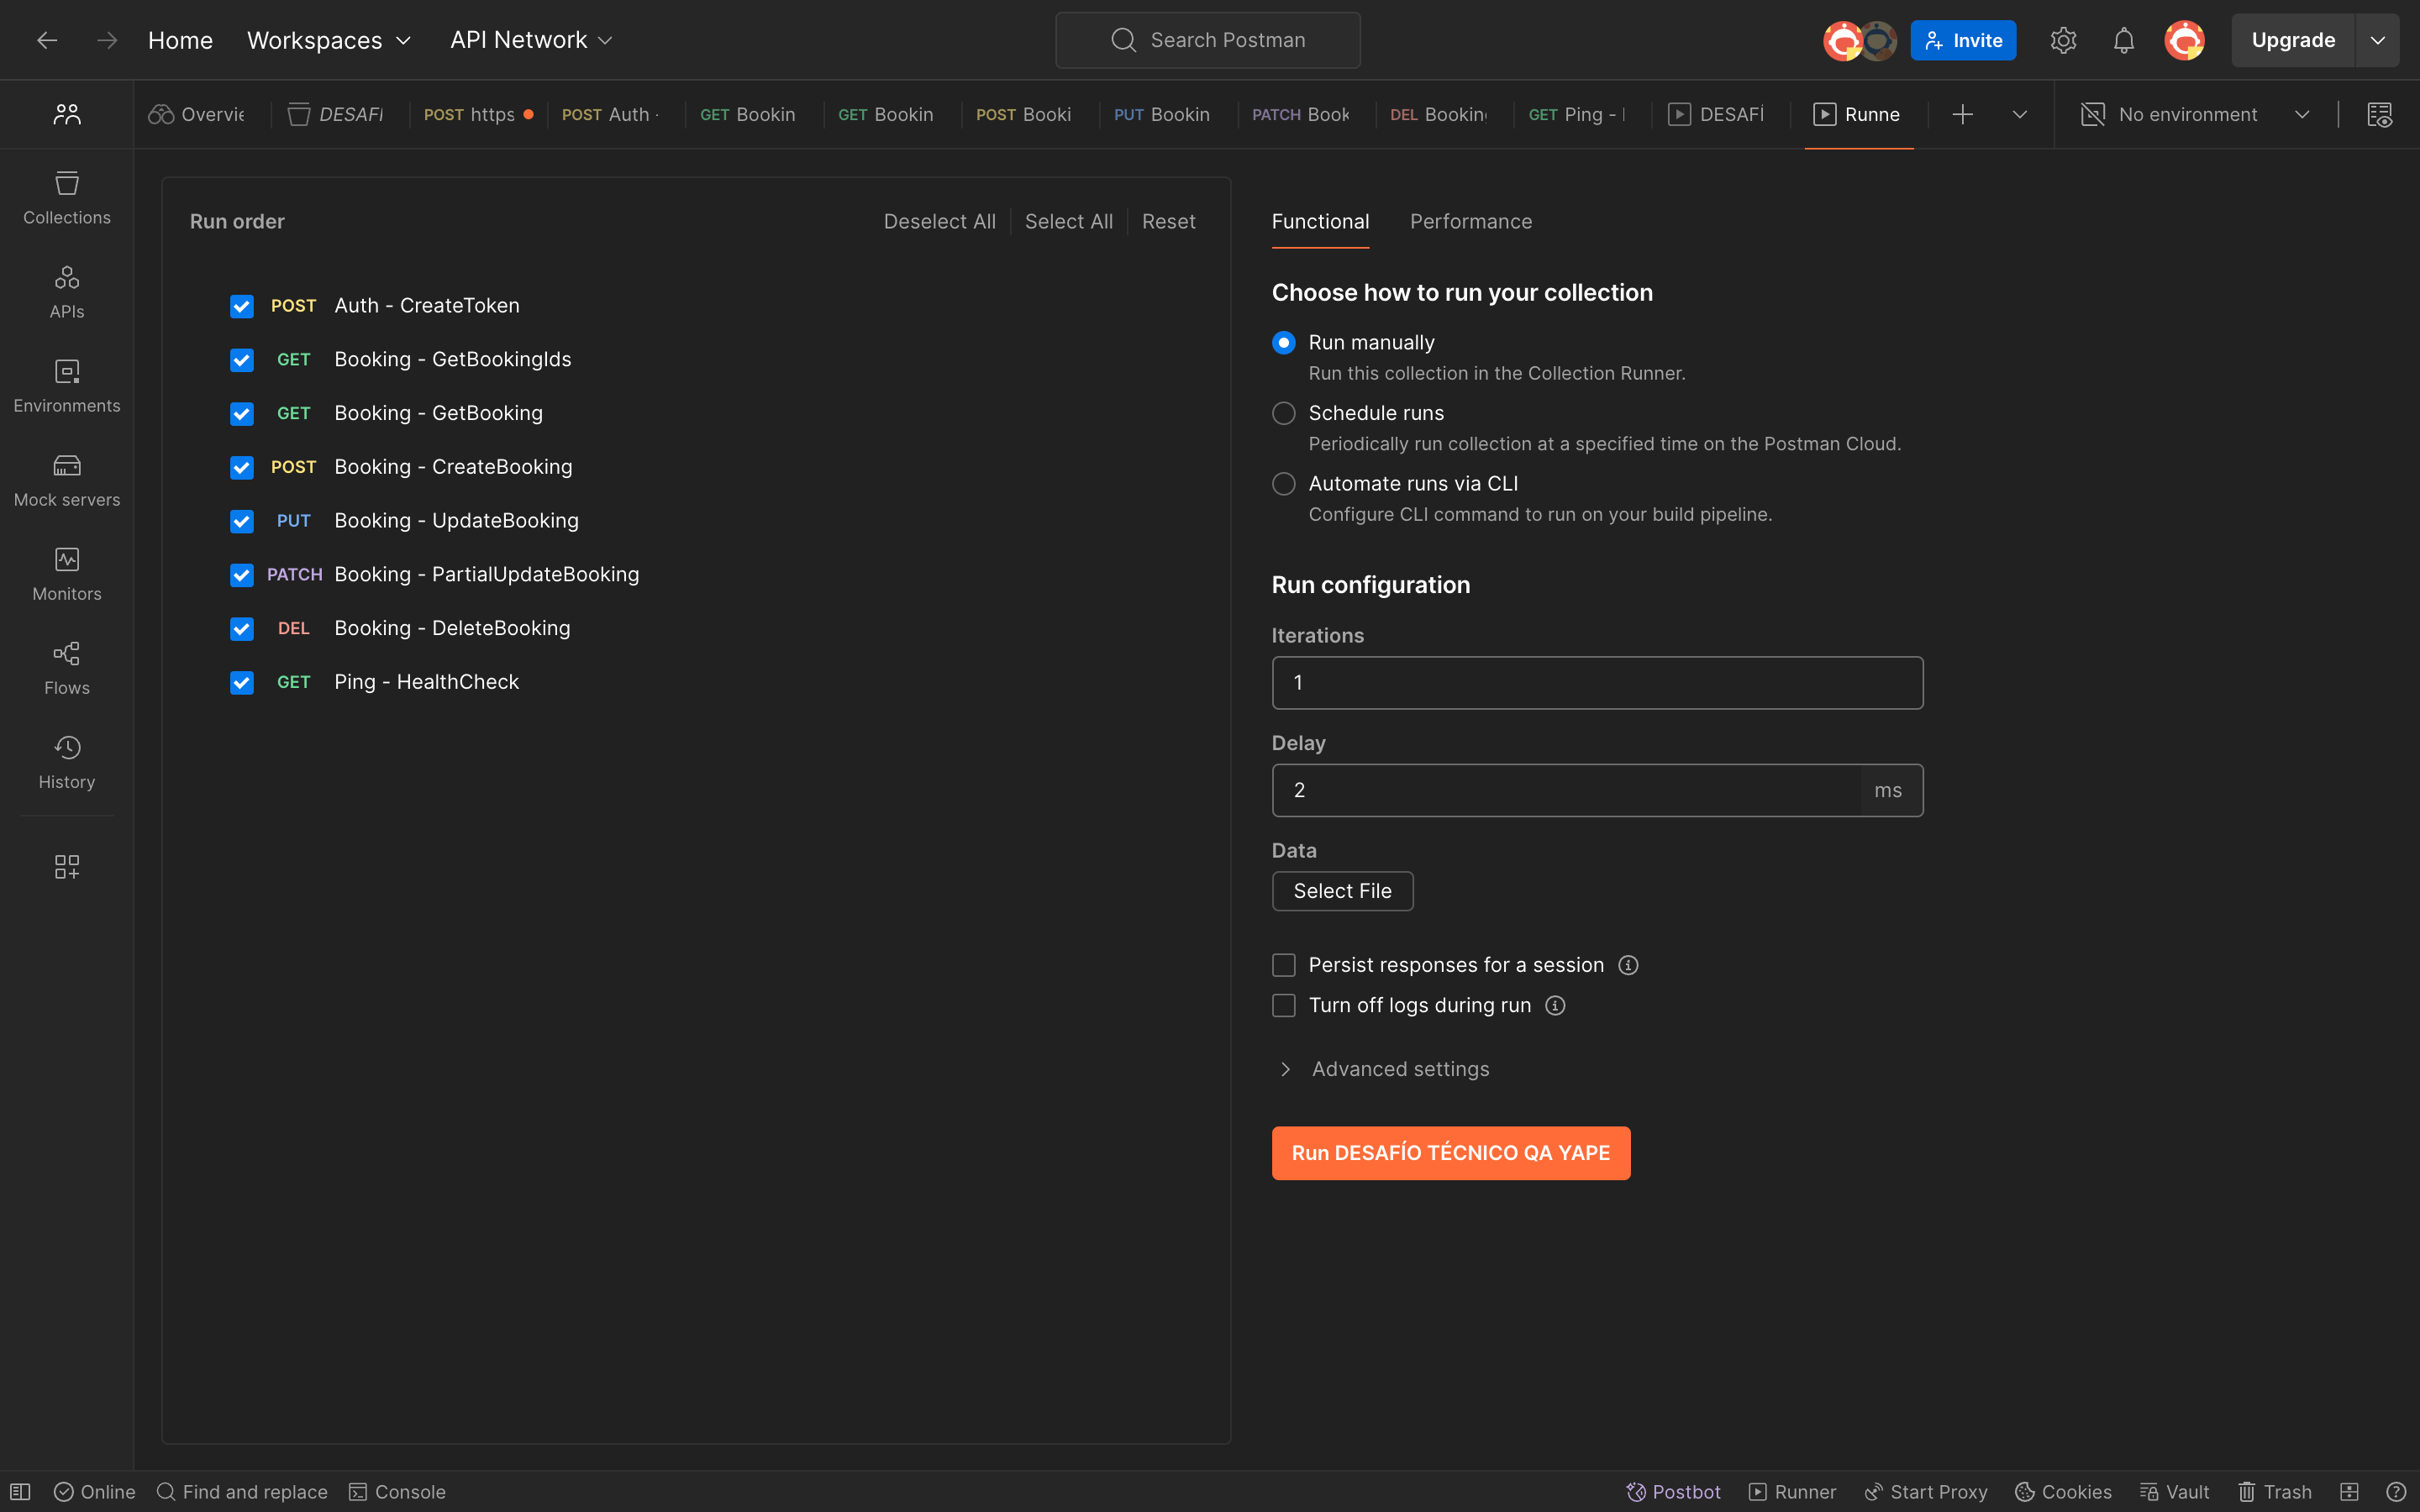 Home Workspaces API Network Search Postman Invite Upgrade
Overvie DESAFÍ POST https POST Auth - GET Bookin GET Bookin POST Booki PUT Bookin PATCH Book DEL Booking GET Ping - DESAFÍ Runne No environment
Collections
APIs
Environments
Mock servers
Monitors
Flows
History
Run order Deselect All Select All Reset
POST Auth - CreateToken
GET Booking - GetBookingIds
GET Booking - GetBooking
POST Booking - CreateBooking
PUT Booking - UpdateBooking
PATCH Booking - PartialUpdateBooking
DEL Booking - DeleteBooking
GET Ping - HealthCheck
Functional Performance
Choose how to run your collection
Run manually
Run this collection in the Collection Runner.
Schedule runs
Periodically run collection at a specified time on the Postman Cloud.
Automate runs via CLI
Configure CLI command to run on your build pipeline.
Run configuration
Iterations
1
Delay
2 ms
Data
Select File
Persist responses for a session
Turn off logs during run
Advanced settings
Run DESAFÍO TÉCNICO QA YAPE
Online Find and replace Console Postbot Runner Start Proxy Cookies Vault Trash